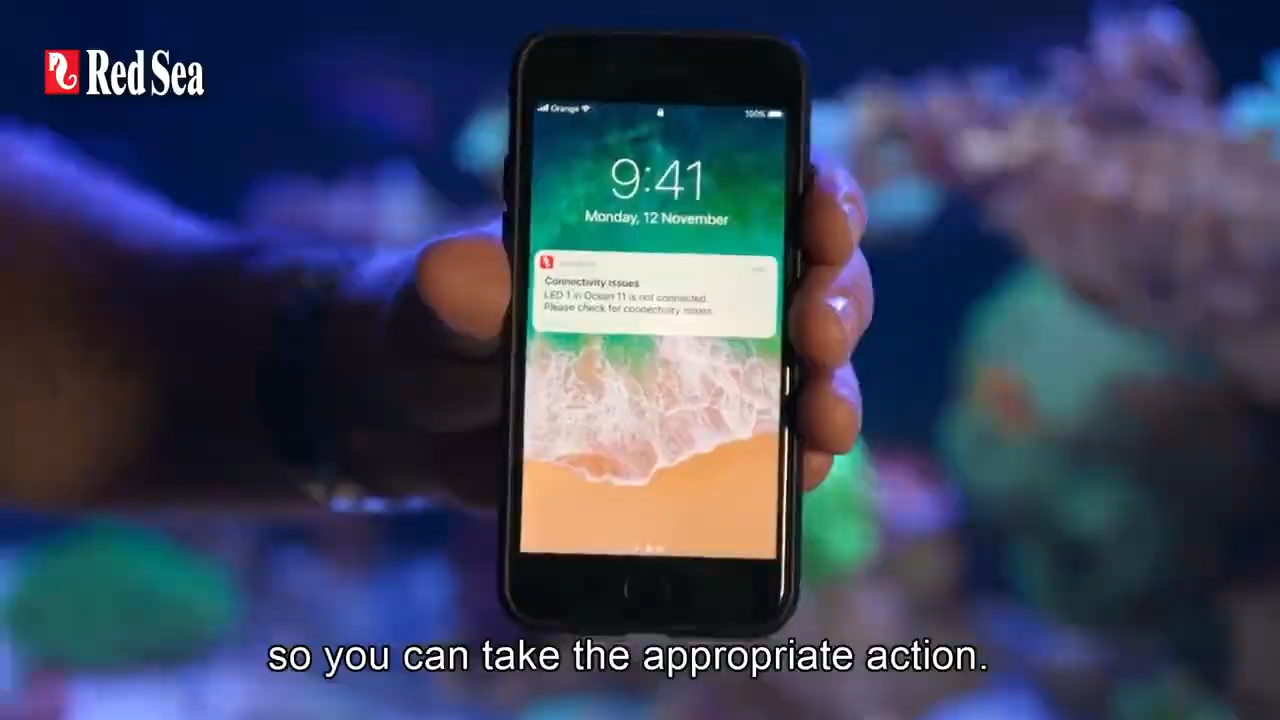 Red Sea
Orange
100%
9:41
Monday, 12 November
Connectivity issues
LED 1 in Ocean 11 is not connected.
Please check for connectivity issues
so you can take the appropriate action.